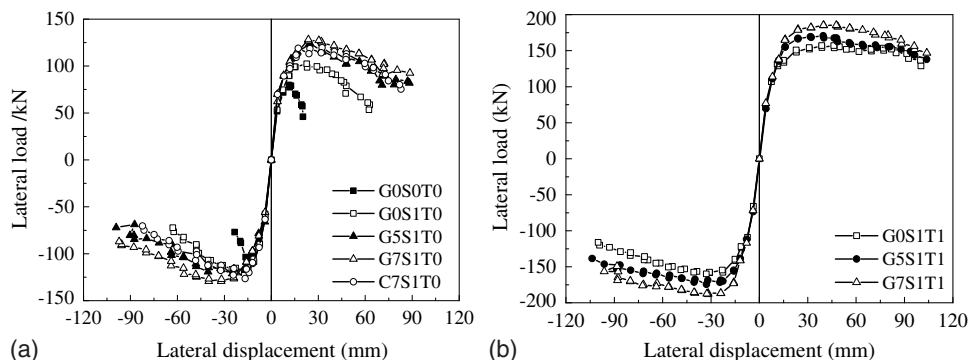 150
100
50
0
-50
-100
-150
-120 -90 -60 -30 0 30 60 90 120
Lateral load /kN
Lateral displacement (mm)
G0S0T0
G0S1T0
G5S1T0
G7S1T0
C7S1T0
(a)
200
150
100
50
0
-50
-100
-150
-200
-120 -90 -60 -30 0 30 60 90 120
Lateral load (kN)
Lateral displacement (mm)
G0S1T1
G5S1T1
G7S1T1
(b)